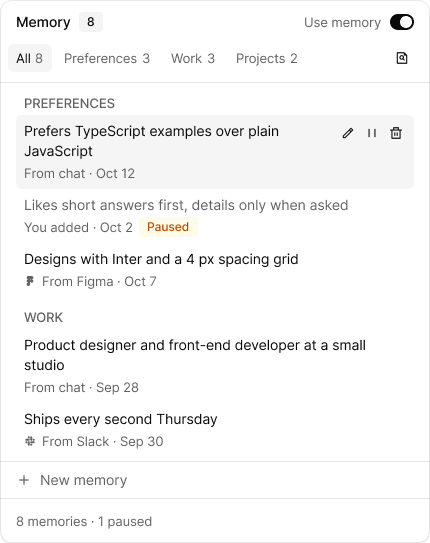 Memory 8 Use memory
All 8 Preferences 3 Work 3 Projects 2
PREFERENCES
Prefers TypeScript examples over plain
JavaScript
From chat · Oct 12
Likes short answers first, details only when asked
You added · Oct 2 Paused
Designs with Inter and a 4 px spacing grid
From Figma · Oct 7
WORK
Product designer and front-end developer at a small
studio
From chat · Sep 28
Ships every second Thursday
From Slack · Sep 30
New memory
8 memories · 1 paused